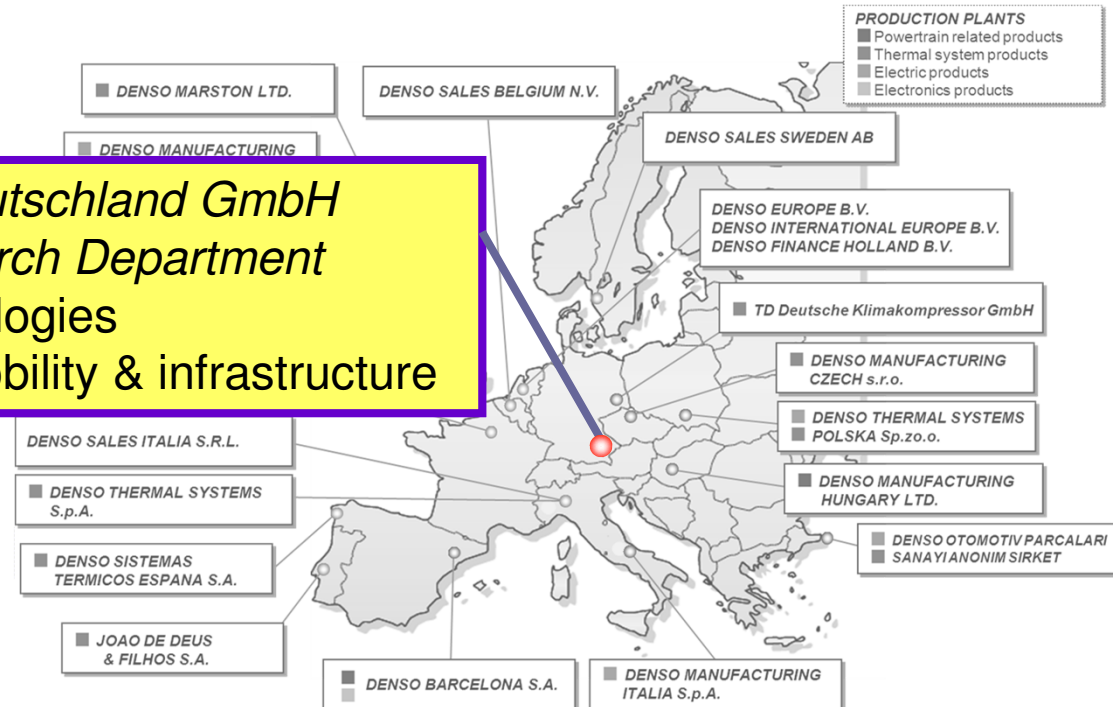 PRODUCTION PLANTS
Powertrain related products
Thermal system products
Electric products
Electronics products
DENSO MARSTON LTD.
DENSO SALES BELGIUM N.V.
DENSO SALES SWEDEN AB
DENSO MANUFACTURING
utschland GmbH
rch Department
logies
bility & infrastructure
DENSO EUROPE B.V.
DENSO INTERNATIONAL EUROPE B.V.
DENSO FINANCE HOLLAND B.V.
TD Deutsche Klimakompressor GmbH
DENSO MANUFACTURING
CZECH s.r.o.
DENSO THERMAL SYSTEMS
POLSKA Sp.zo.o.
DENSO SALES ITALIA S.R.L.
DENSO THERMAL SYSTEMS
S.p.A.
DENSO MANUFACTURING
HUNGARY LTD.
DENSO OTOMOTIV PARCALARI
SANAYI ANONIM SIRKET
DENSO SISTEMAS
TERMICOS ESPANA S.A.
JOAO DE DEUS
& FILHOS S.A.
DENSO BARCELONA S.A.
DENSO MANUFACTURING
ITALIA S.p.A.